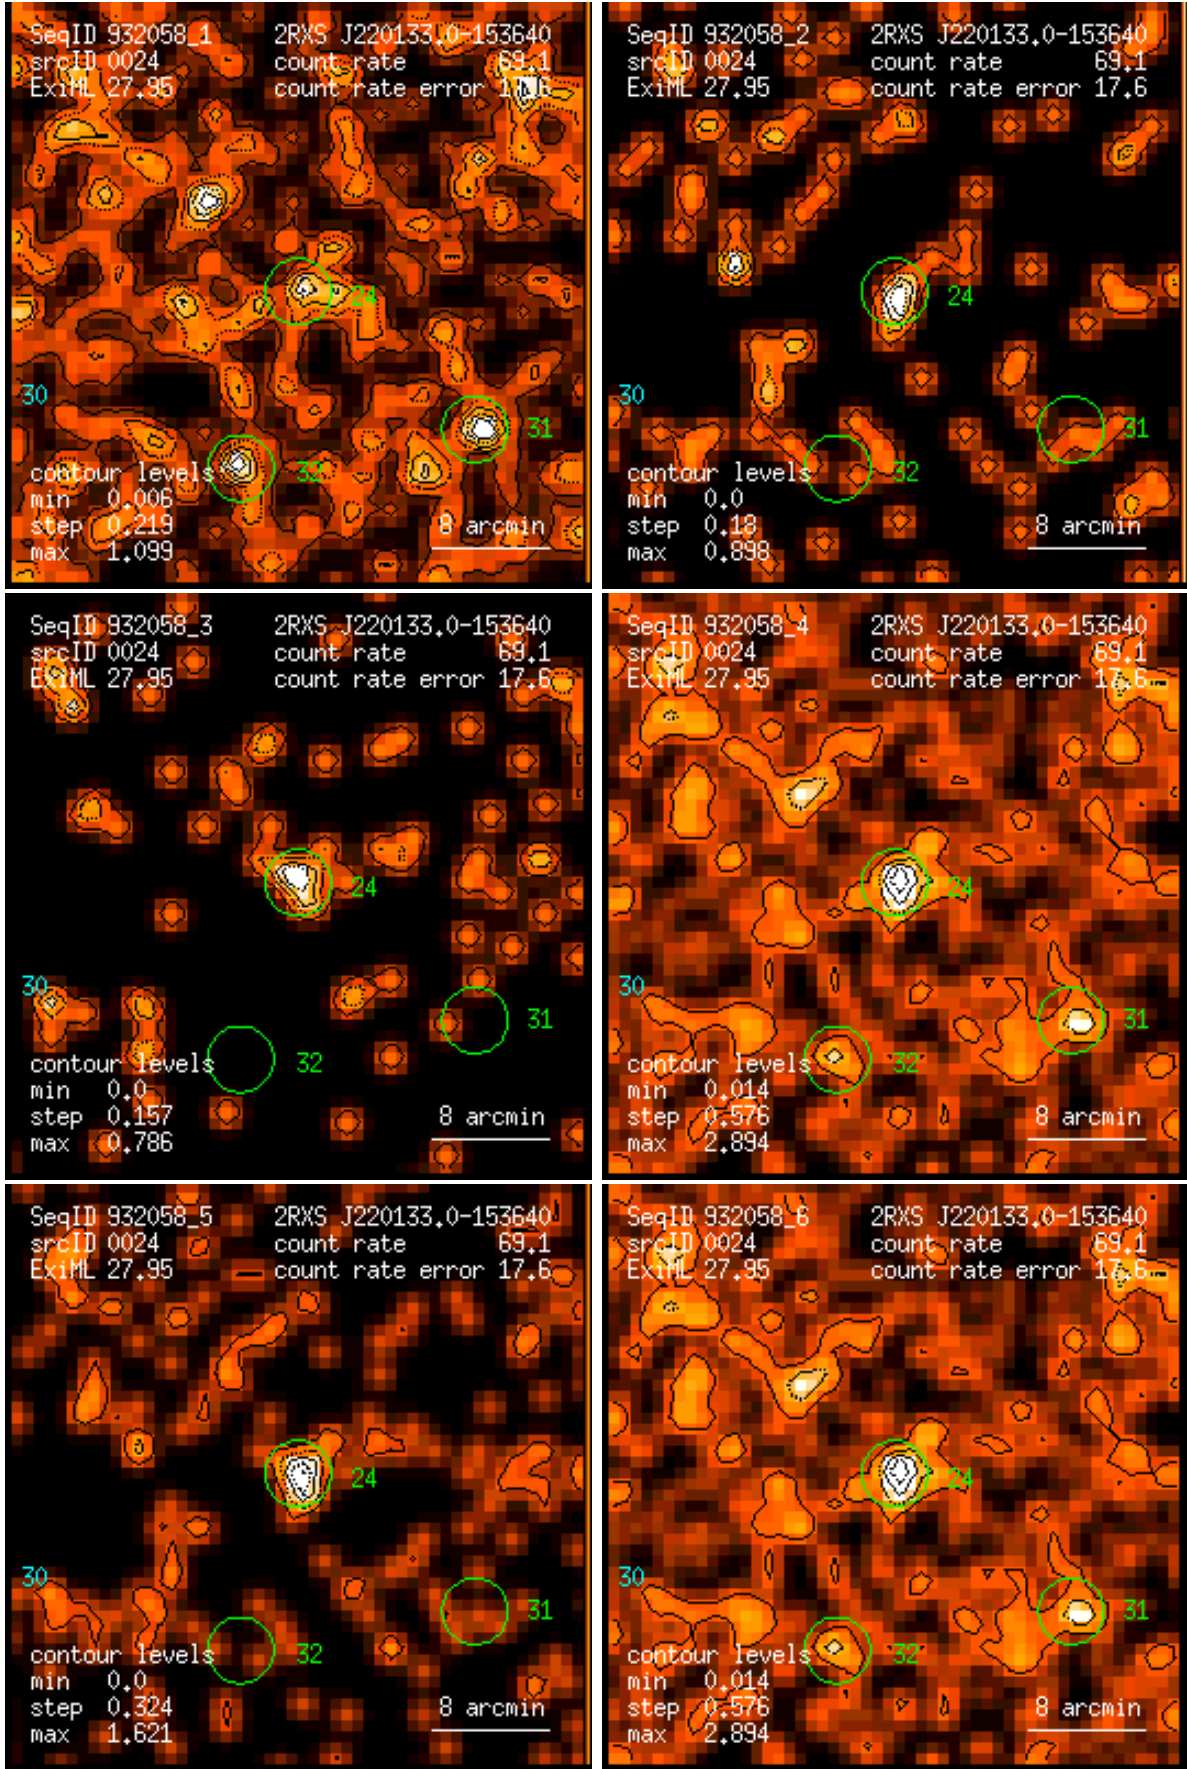 SeqID 932058_1 2RXS J220133.0-153640
srcID 0024 count rate 69.1
ExiML 27.95 count rate error 17.6
24
30
31
32
contour levels
min 0.006
step 0.219 8 arcmin
max 1.099
SeqID 932058_2 2RXS J220133.0-153640
srcID 0024 count rate 69.1
ExiML 27.95 count rate error 17.6
24
30
31
32
contour levels
min 0.0
step 0.18 8 arcmin
max 0.898
SeqID 932058_3 2RXS J220133.0-153640
srcID 0024 count rate 69.1
ExiML 27.95 count rate error 17.6
24
30
31
32
contour levels
min 0.0
step 0.157 8 arcmin
max 0.786
SeqID 932058_4 2RXS J220133.0-153640
srcID 0024 count rate 69.1
ExiML 27.95 count rate error 17.6
24
30
31
32
contour levels
min 0.014
step 0.576 8 arcmin
max 2.894
SeqID 932058_5 2RXS J220133.0-153640
srcID 0024 count rate 69.1
ExiML 27.95 count rate error 17.6
24
30
31
32
contour levels
min 0.0
step 0.324 8 arcmin
max 1.621
SeqID 932058_6 2RXS J220133.0-153640
srcID 0024 count rate 69.1
ExiML 27.95 count rate error 17.6
24
30
31
32
contour levels
min 0.014
step 0.576 8 arcmin
max 2.894